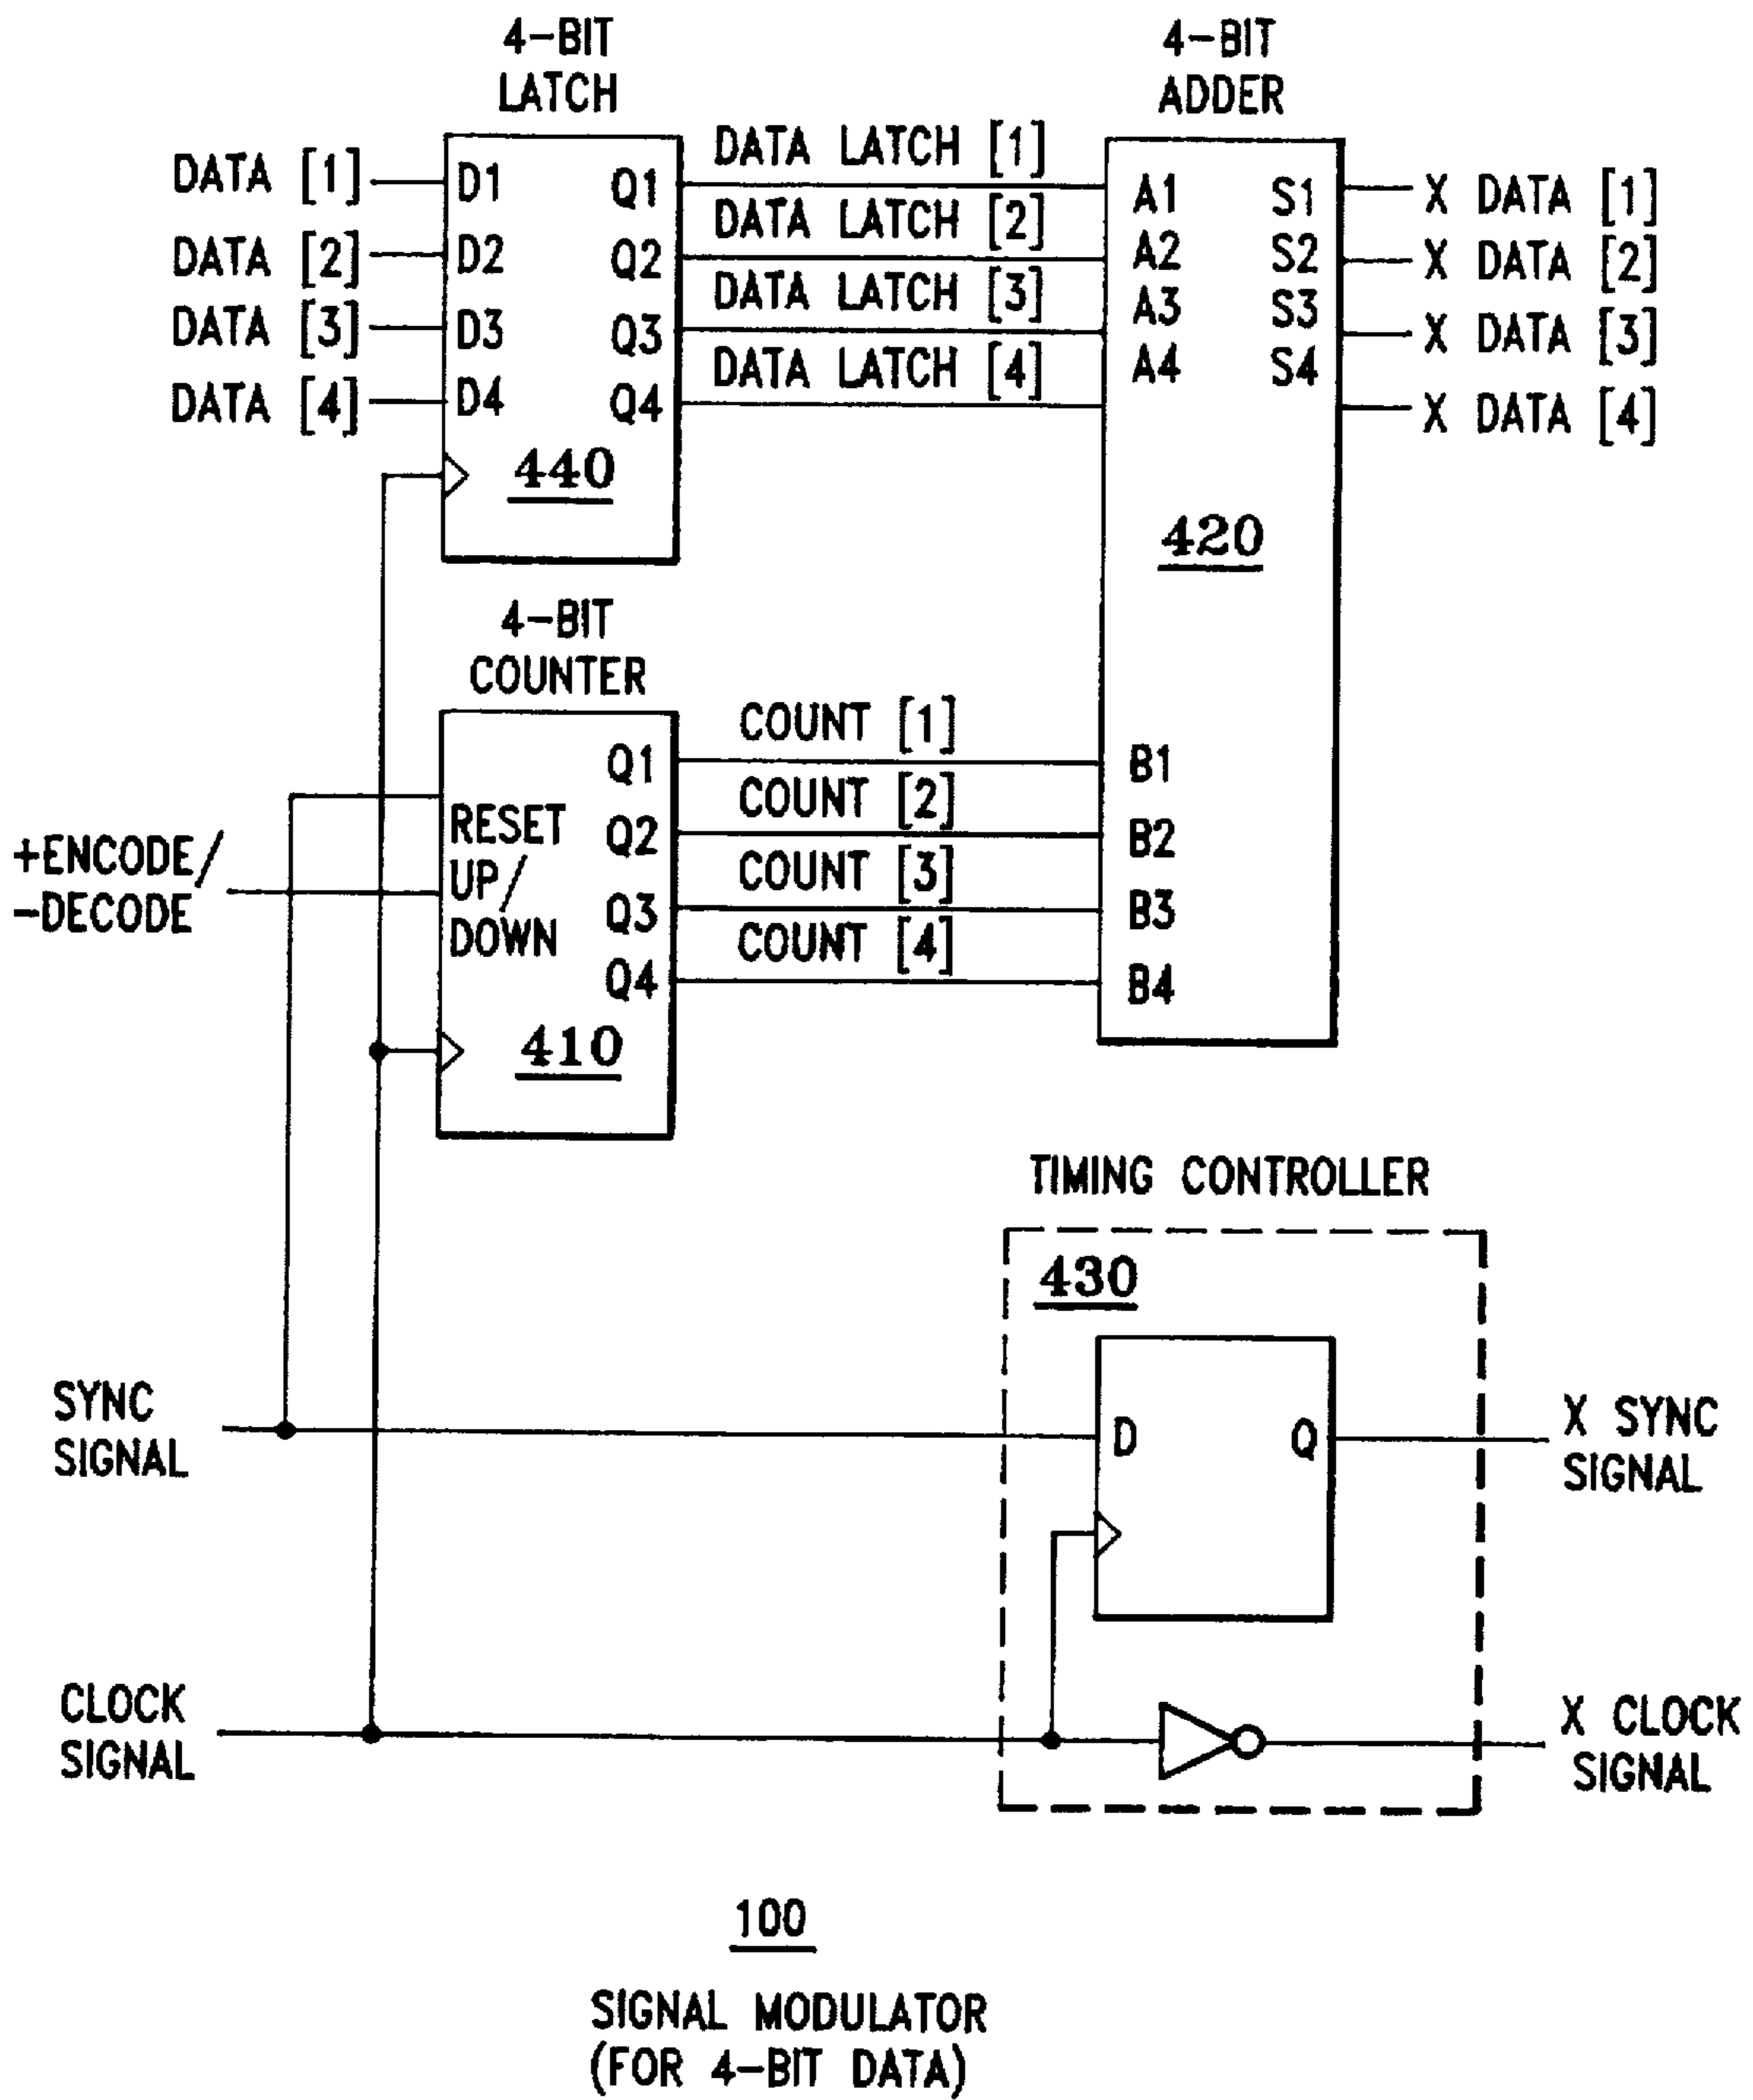 4-BIT
LATCH
4-BIT
ADDER
DATA [1]
DATA [2]
DATA [3]
DATA [4]
D1
D2
D3
D4
Q1
Q2
Q3
Q4
440
DATA LATCH [1]
DATA LATCH [2]
DATA LATCH [3]
DATA LATCH [4]
A1
A2
A3
A4
S1
S2
S3
S4
420
X DATA [1]
X DATA [2]
X DATA [3]
X DATA [4]
4-BIT
COUNTER
+ENCODE/
-DECODE
RESET
UP/
DOWN
Q1
Q2
Q3
Q4
410
COUNT [1]
COUNT [2]
COUNT [3]
COUNT [4]
B1
B2
B3
B4
TIMING CONTROLLER
430
SYNC
SIGNAL
D
Q
X SYNC
SIGNAL
CLOCK
SIGNAL
X CLOCK
SIGNAL
100
SIGNAL MODULATOR
(FOR 4-BIT DATA)